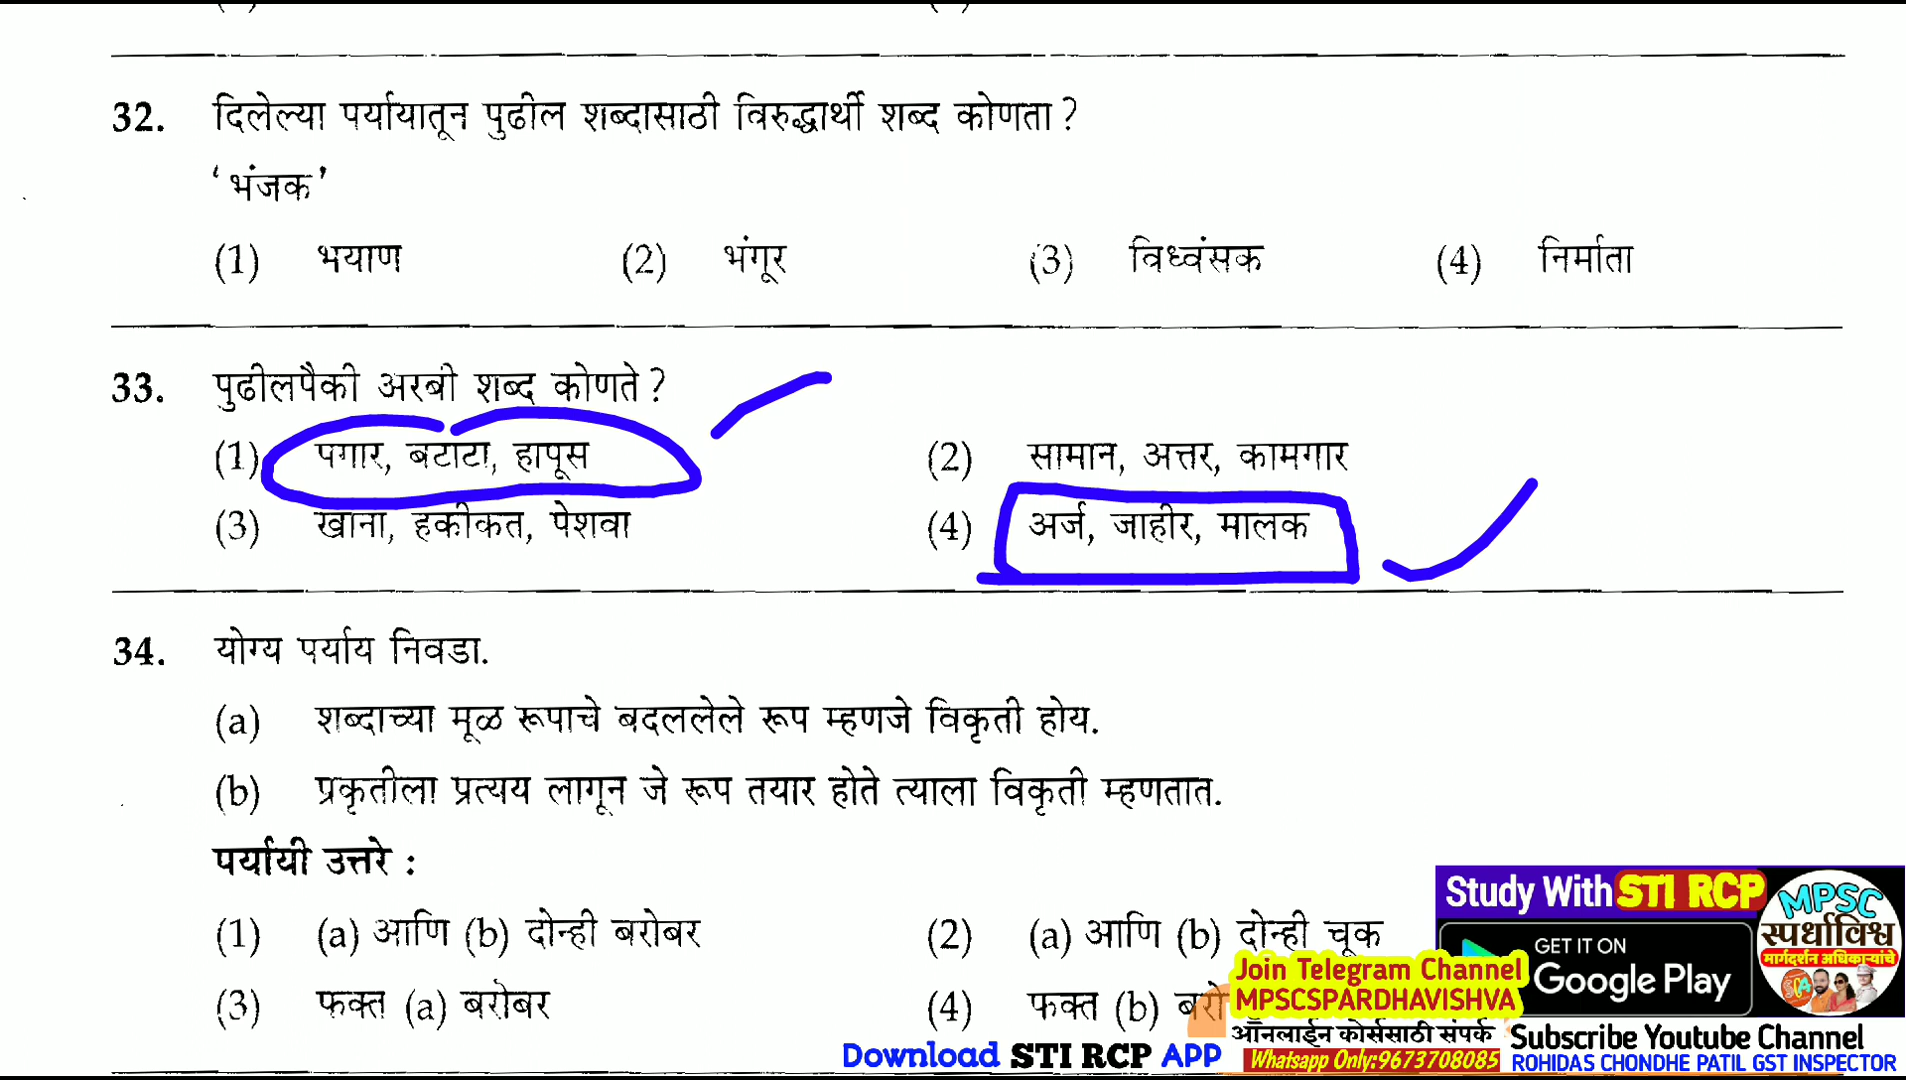 32. दिलेल्या पर्यायातून पुढील शब्दासाठी विरुद्धार्थी शब्द कोणता ?
'भंजक'
(1) भयाण (2) भंगूर (3) विध्वंसक (4) निर्माता
33. पुढीलपैकी अरबी शब्द कोणते ?
(1) पगार, बटाटा, हापूस (2) सामान, अत्तर, कामगार
(3) खाना, हकीकत, पेशवा (4) अर्ज, जाहीर, मालक
34. योग्य पर्याय निवडा.
(a) शब्दाच्या मूळ रूपाचे बदललेले रूप म्हणजे विकृती होय.
(b) प्रकृतीला प्रत्यय लागून जे रूप तयार होते त्याला विकृती म्हणतात.
पर्यायी उत्तरे :
(1) (a) आणि (b) दोन्ही बरोबर (2) (a) आणि (b) दोन्ही चूक
(3) फक्त (a) बरोबर (4) फक्त (b)
Study With STI RCP
GET IT ON
Google Play
MPSC
स्पर्धाविश्व
मार्गदर्शन अधिकाऱ्यांचे
Join Telegram Channel
MPSCSPARDHAVISHVA
ऑनलाईन कोर्ससाठी संपर्क
Whatsapp Only:9673708085
Download STI RCP APP
Subscribe Youtube Channel
ROHIDAS CHONDHE PATIL GST INSPECTOR